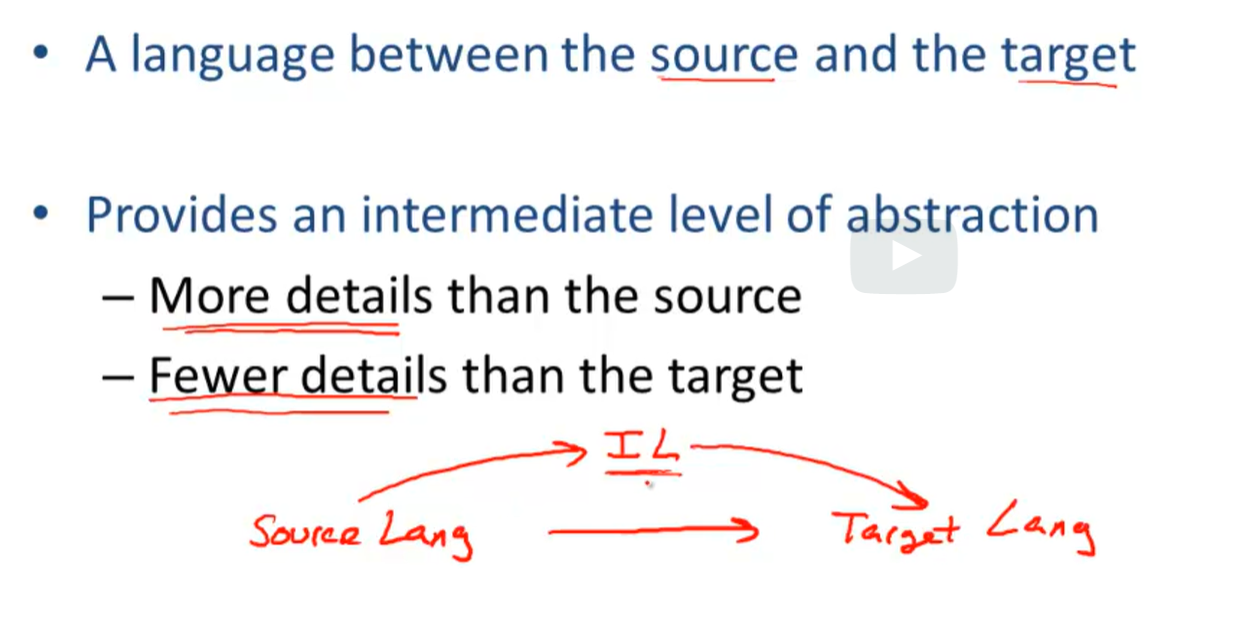 • A language between the source and the target
• Provides an intermediate level of abstraction
– More details than the source
– Fewer details than the target
IL
Source Lang Target Lang